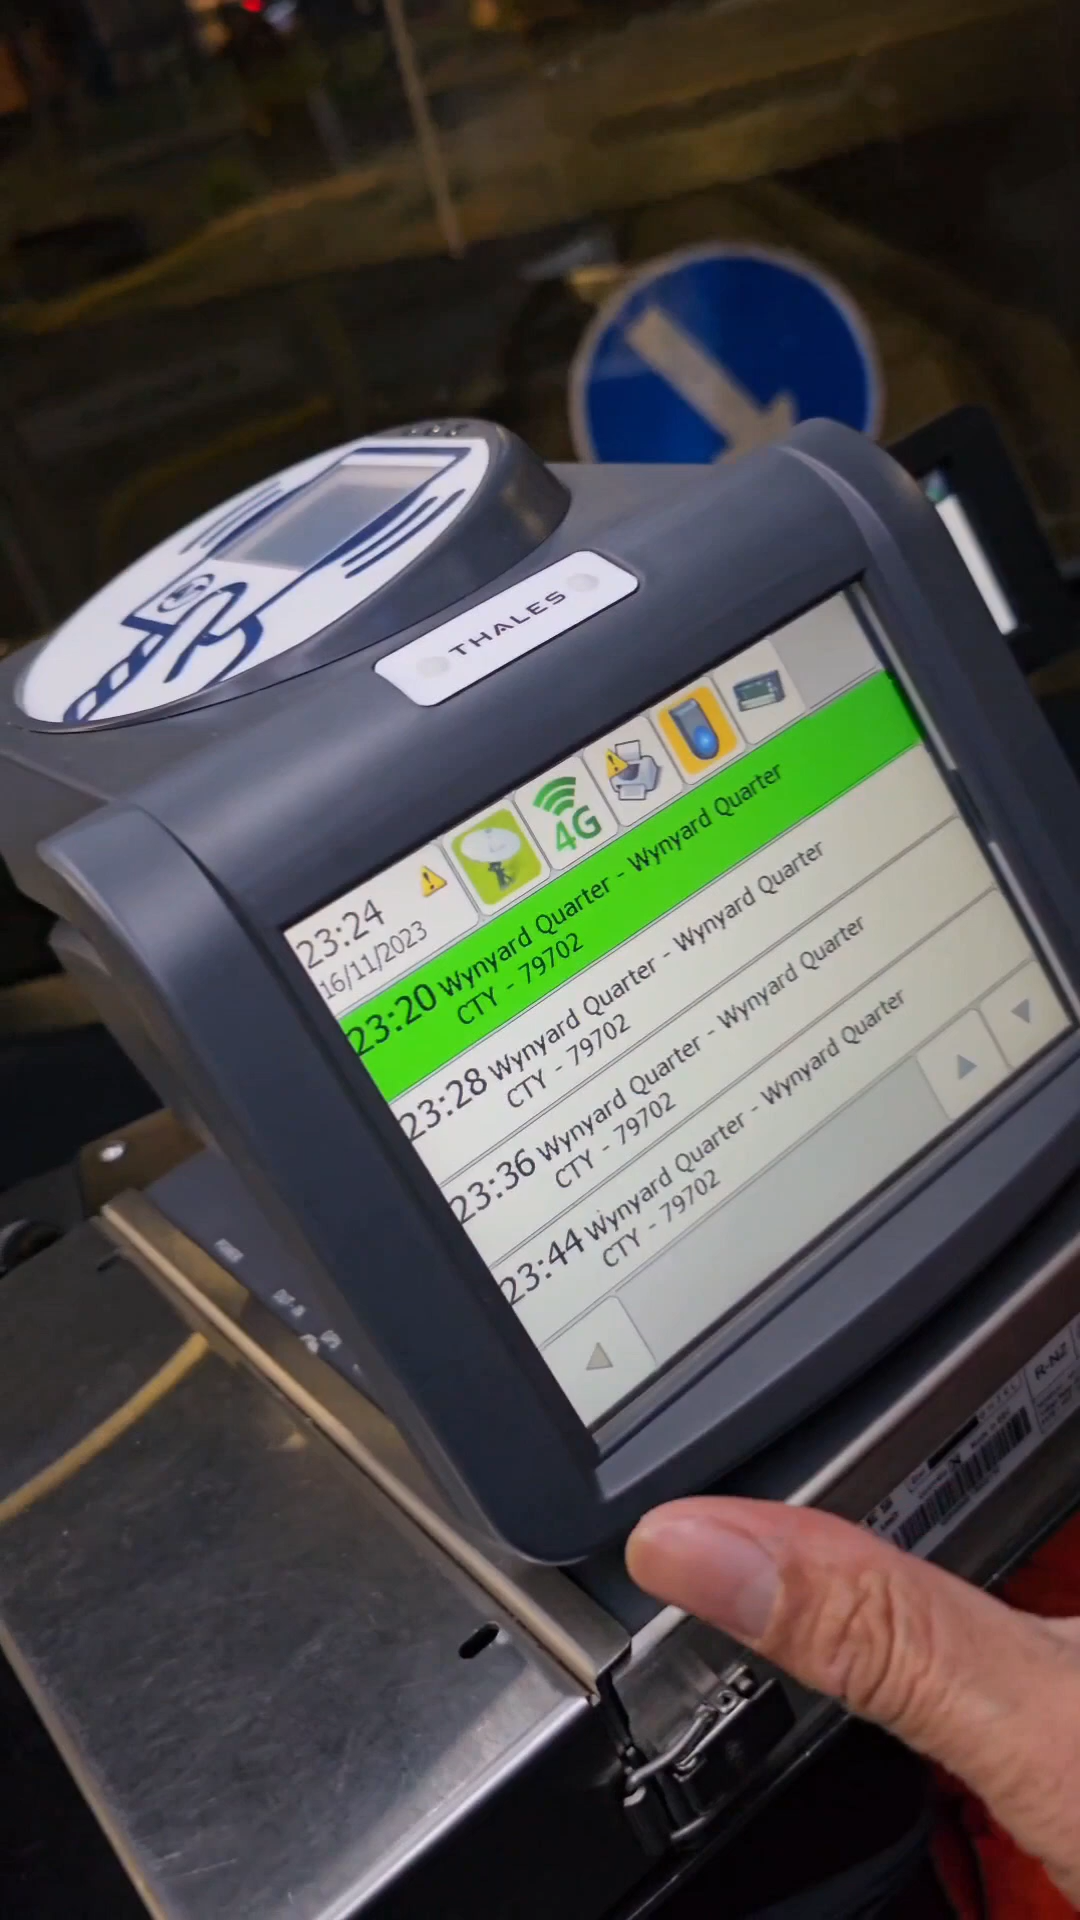 THALES
23:24
16/11/2023
4G
23:20 Wynyard Quarter - Wynyard Quarter
CTY - 79702
23:28 Wynyard Quarter - Wynyard Quarter
CTY - 79702
23:36 Wynyard Quarter - Wynyard Quarter
CTY - 79702
23:44 Wynyard Quarter - Wynyard Quarter
CTY - 79702
R-NZ